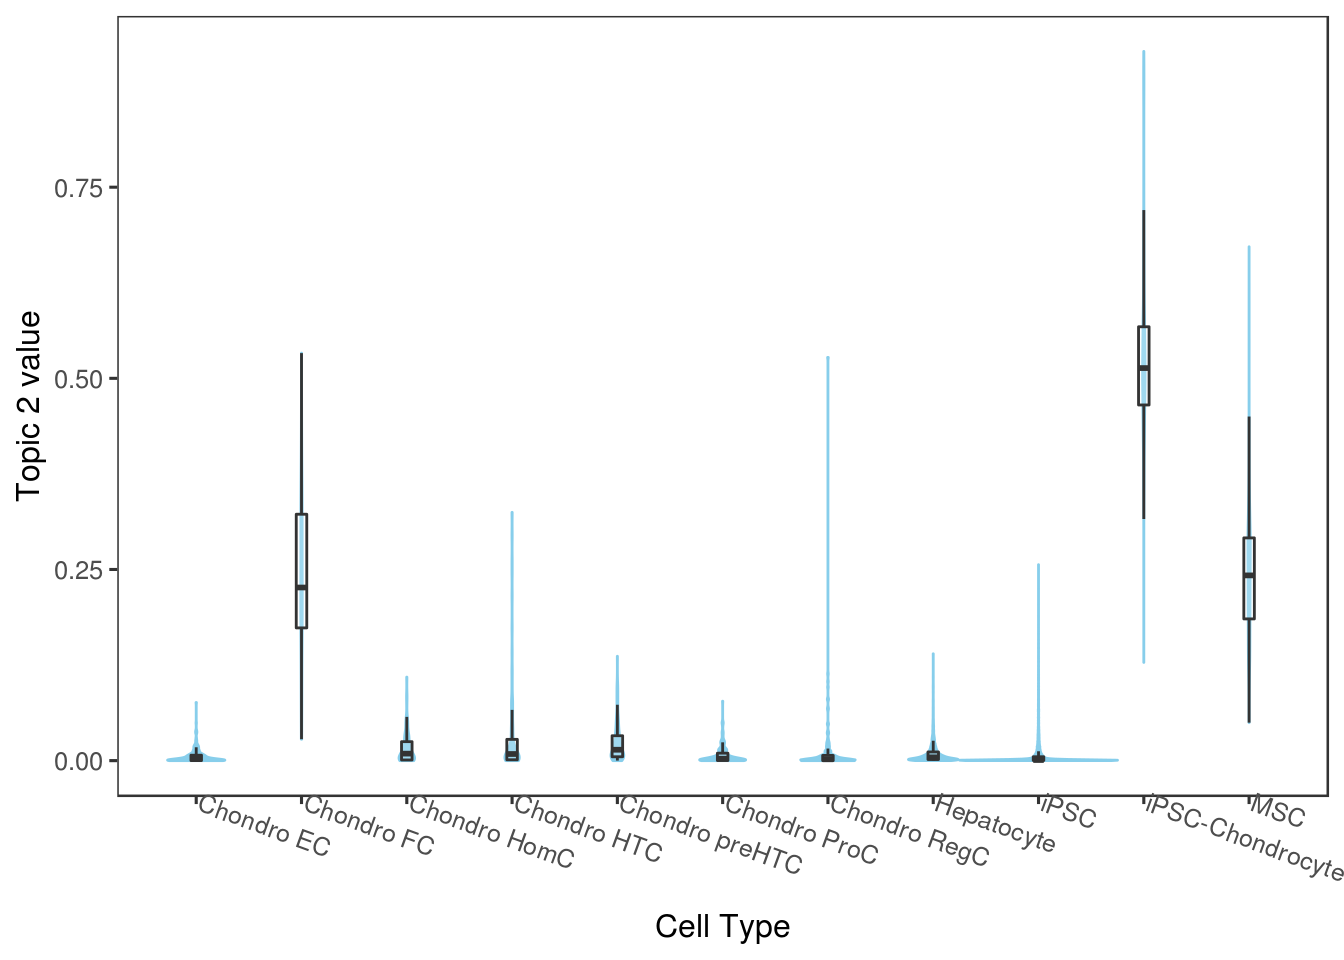 Topic 2 value
0.75
0.50
0.25
0.00
Chondro EC
Chondro FC
Chondro HomC
Chondro HTC
Chondro preHTC
Chondro ProC
Chondro RegC
Hepatocyte
iPSC
iPSC-Chondrocyte
MSC
Cell Type